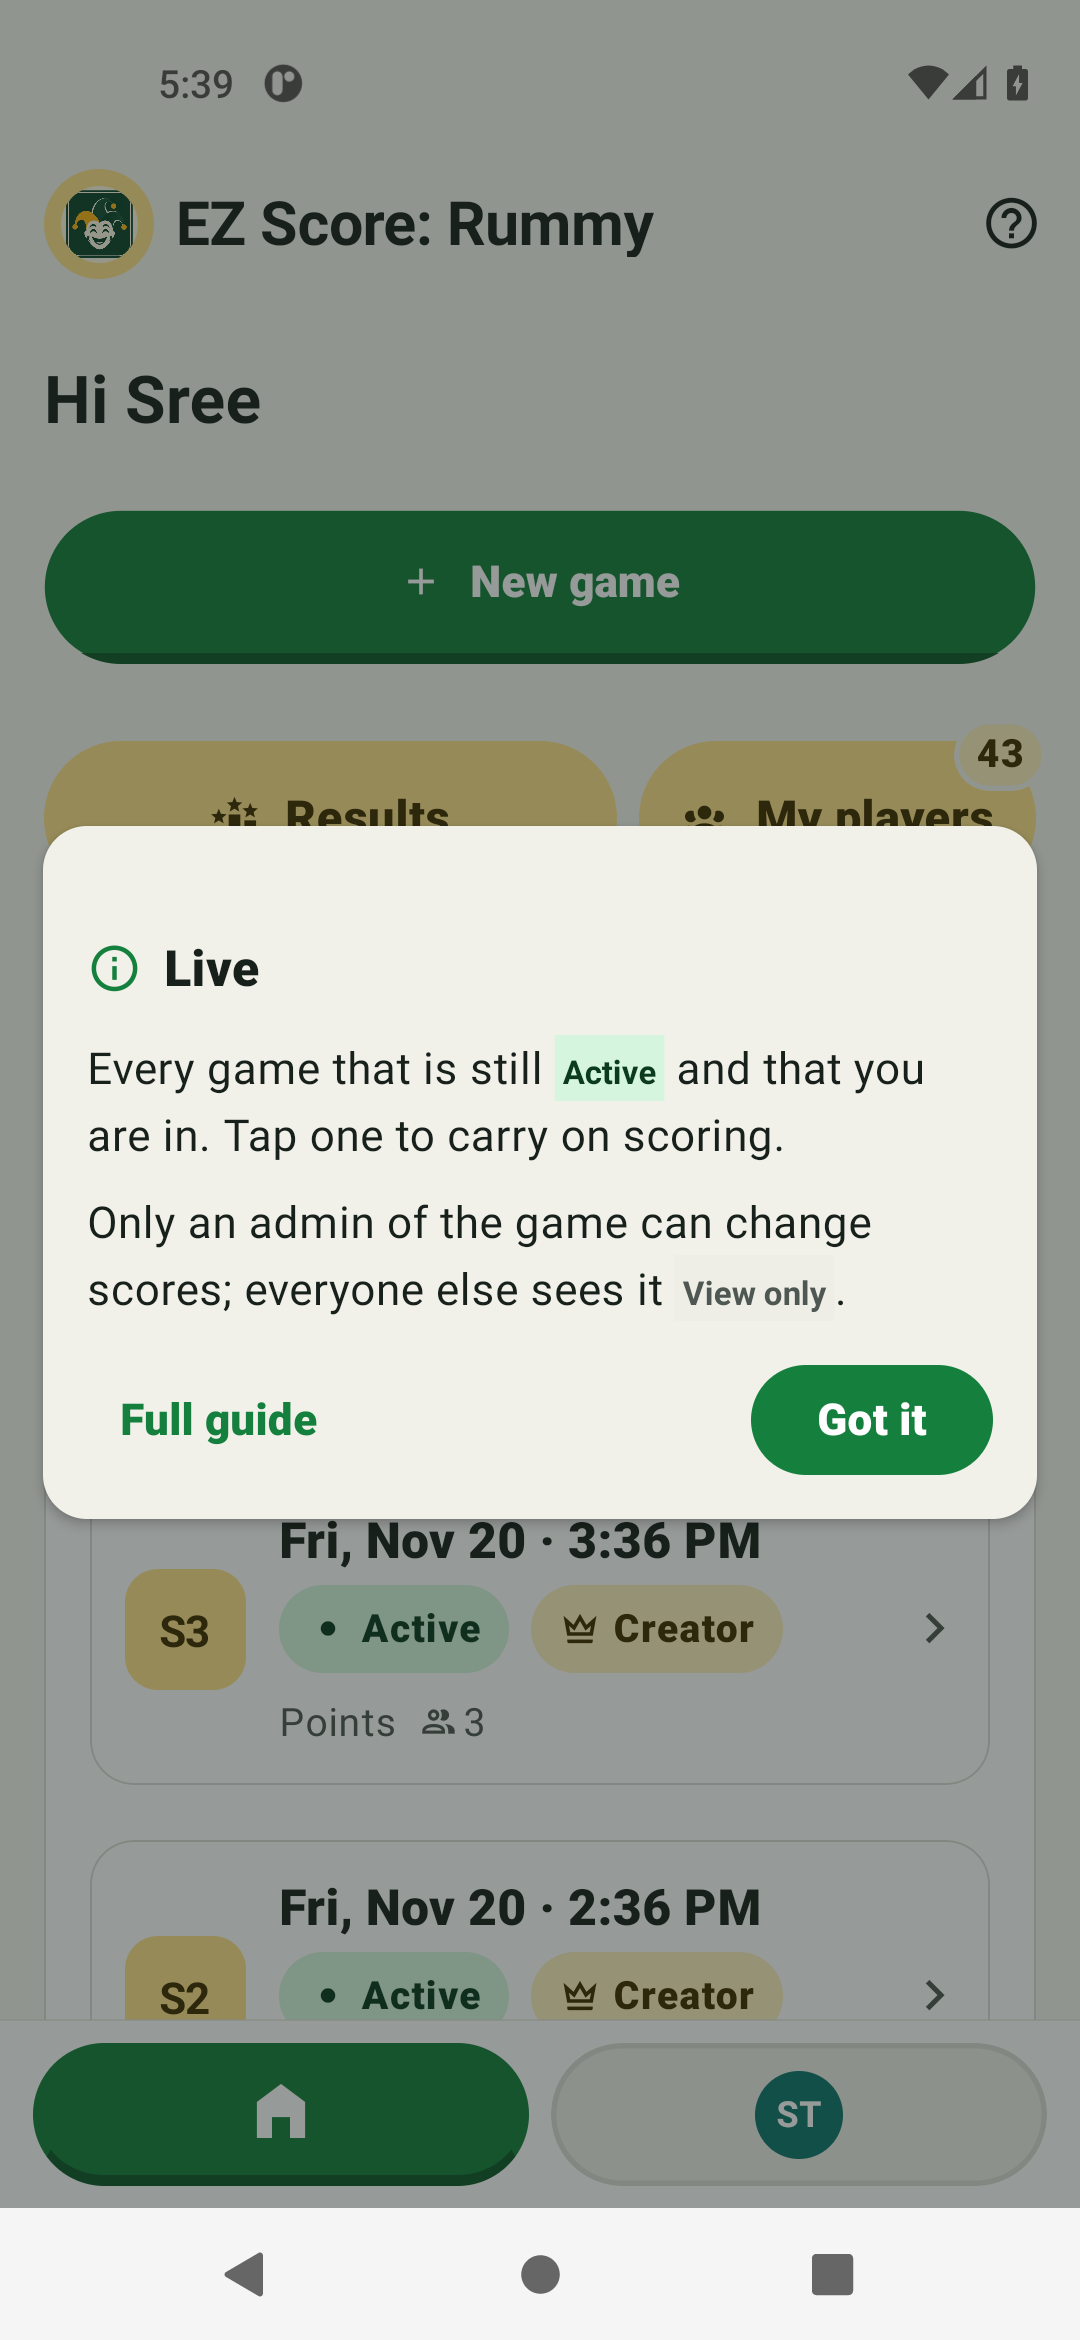 5:39
EZ Score: Rummy
Hi Sree
+ New game
43
Results
My players
Live
Every game that is still Active and that you
are in. Tap one to carry on scoring.
Only an admin of the game can change
scores; everyone else sees it View only.
Full guide
Got it
Fri, Nov 20 · 3:36 PM
S3
• Active
Creator
Points
3
Fri, Nov 20 · 2:36 PM
S2
• Active
Creator
ST